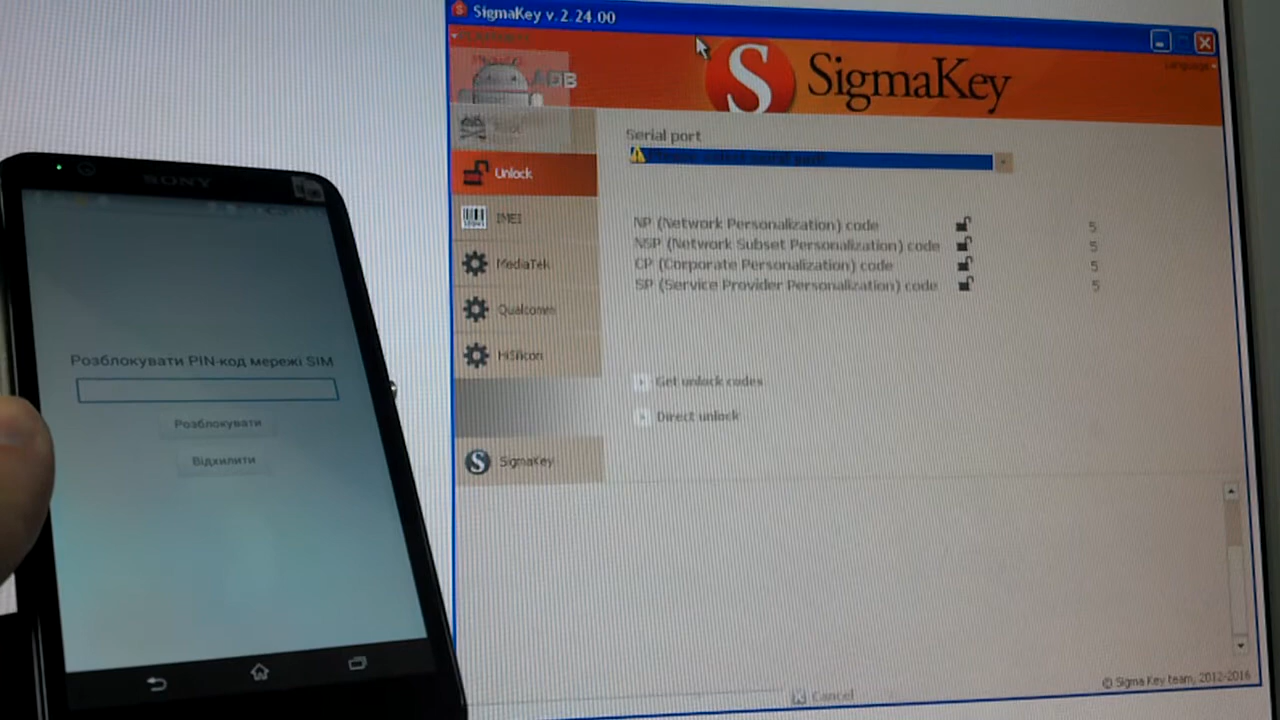 SigmaKey v.2.24.00
ADB
SigmaKey
Language
Serial port
Unlock
IMEI
MediaTek
Qualcomm
HiSilicon
SigmaKey
NP (Network Personalization) code 5
NSP (Network Subset Personalization) code 5
CP (Corporate Personalization) code 5
SP (Service Provider Personalization) code 5
Get unlock codes
Direct unlock
© Sigma Key team, 2012-2016
Cancel
SONY
Розблокувати PIN-код мережі SIM
Розблокувати
Відхилити